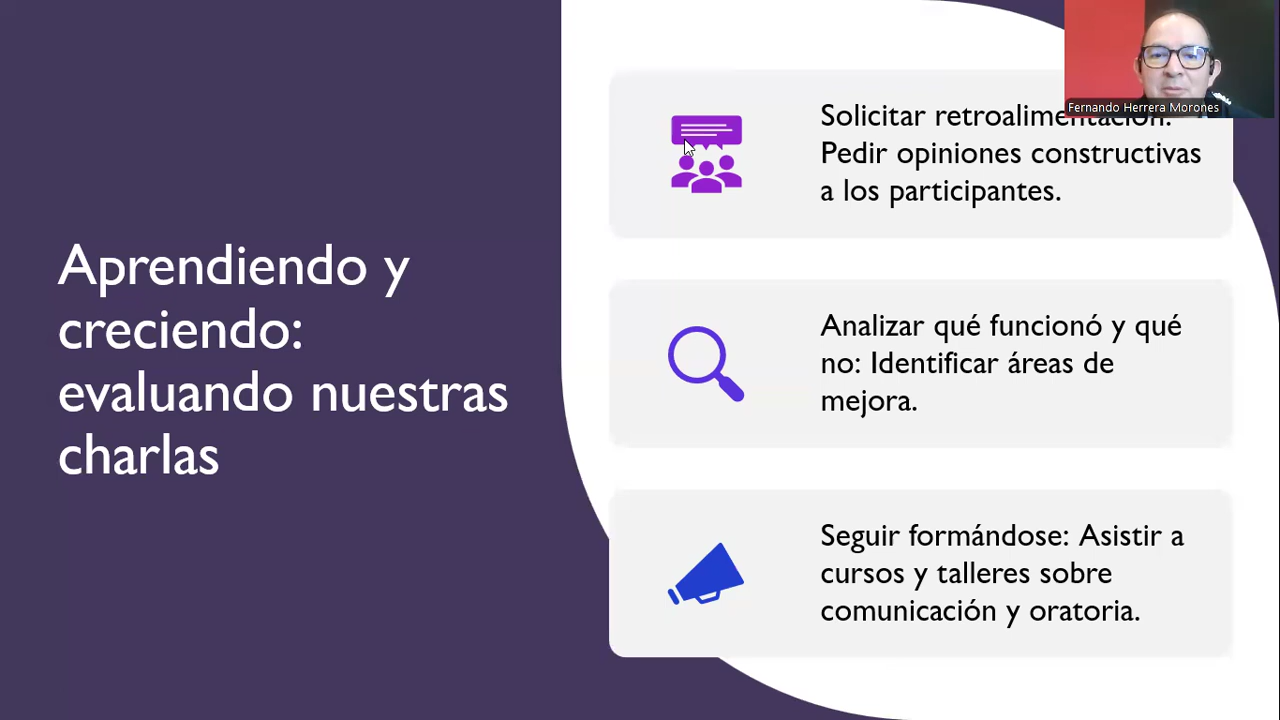 Aprendiendo y
creciendo:
evaluando nuestras
charlas
Solicitar retroalimentación:
Pedir opiniones constructivas
a los participantes.
Analizar qué funcionó y qué
no: Identificar áreas de
mejora.
Seguir formándose: Asistir a
cursos y talleres sobre
comunicación y oratoria.
Fernando Herrera Morones